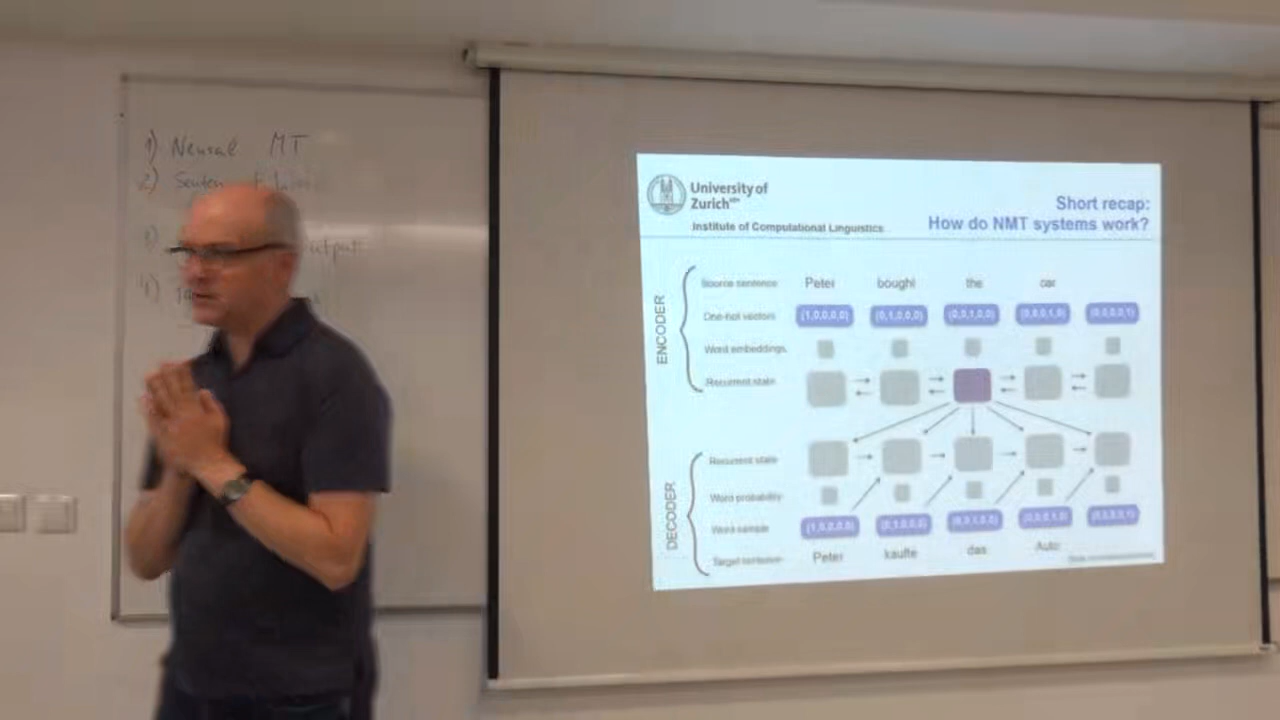 1) Neural MT
2)
3)
4)
University of
Zurich
Institute of Computational Linguistics
Short recap:
How do NMT systems work?
ENCODER
Source sentence Peter bought the car
One-hot vectors (1,0,0,0,0) (0,1,0,0,0) (0,0,1,0,0) (0,0,0,1,0) (0,0,0,0,1)
Word embeddings
Recurrent state
DECODER
Recurrent state
Word probability
Word sample (1,0,0,0,0) (0,1,0,0,0) (0,0,1,0,0) (0,0,0,1,0) (0,0,0,0,1)
Target sentence Peter kaufte das Auto